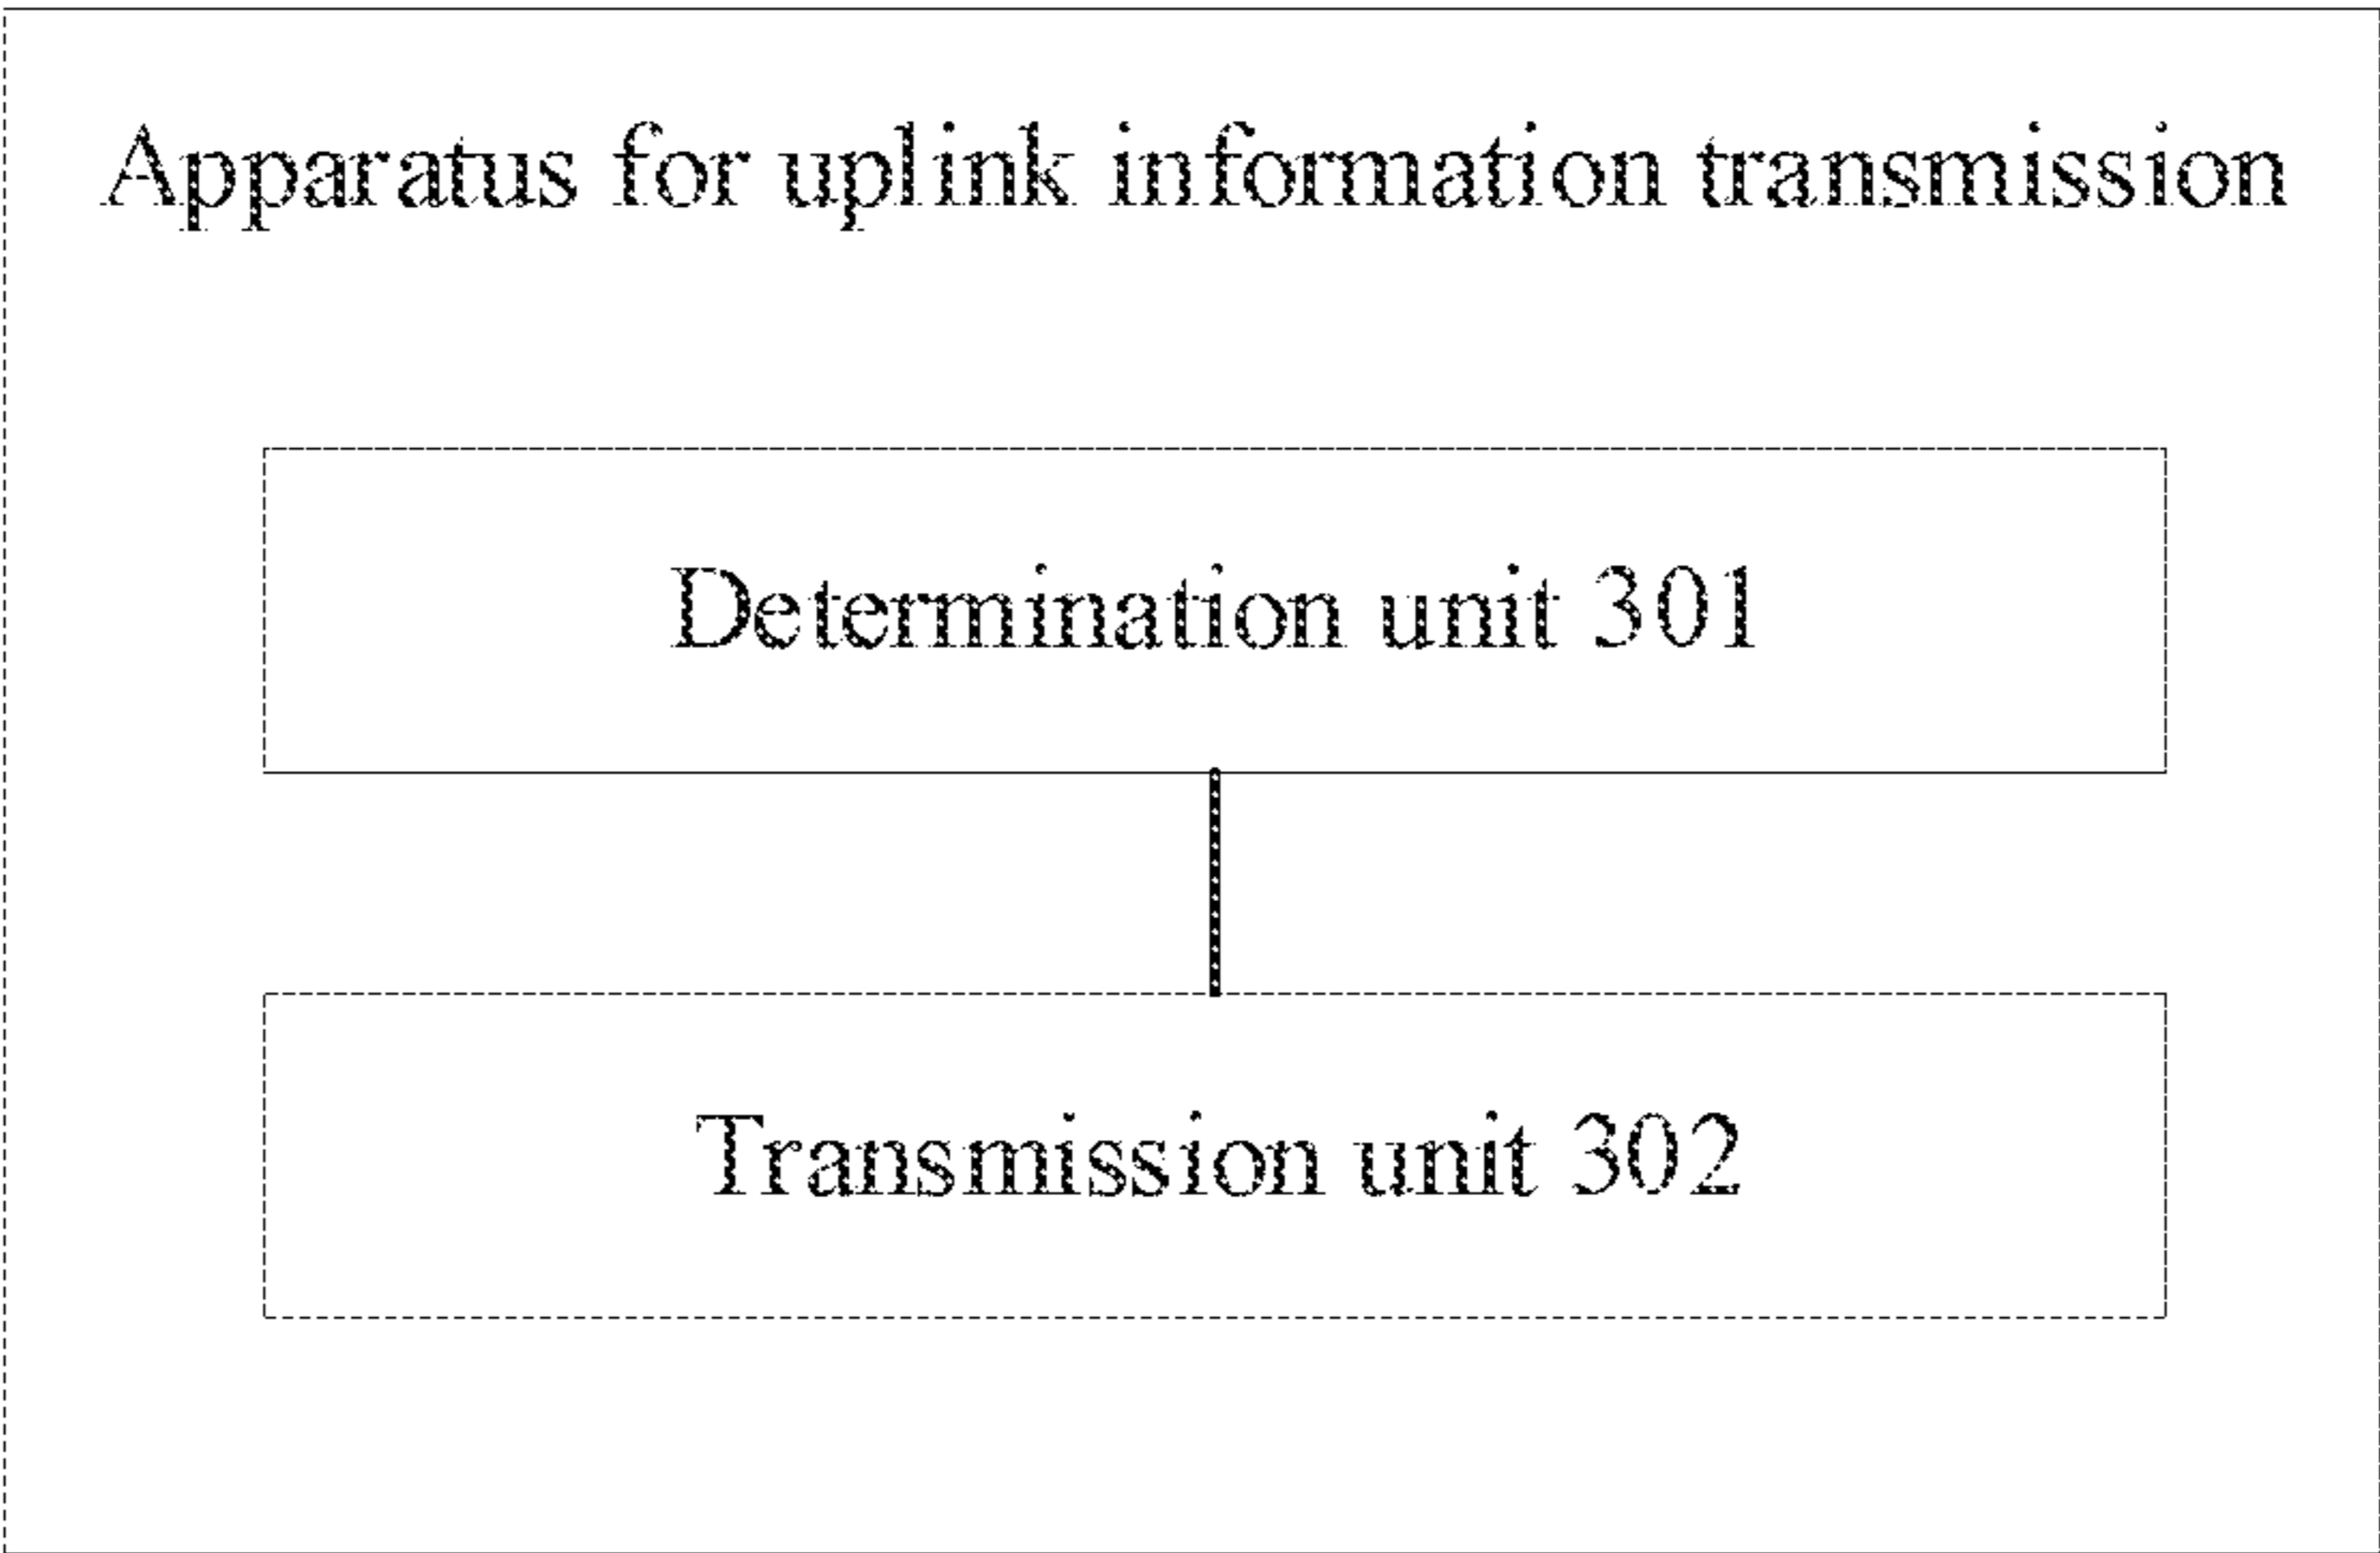 Apparatus for uplink information transmission
Determination unit 301
Transmission unit 302